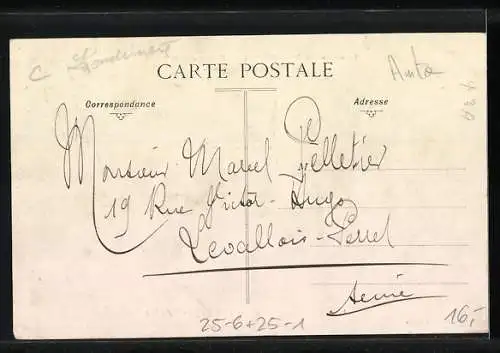 CARTE POSTALE
Auto
Correspondance
Adresse
Monsieur Marcel Pelletier
19 Rue Victor Hugo
Levallois-Perret
Seine
25-6+25-1
16,-